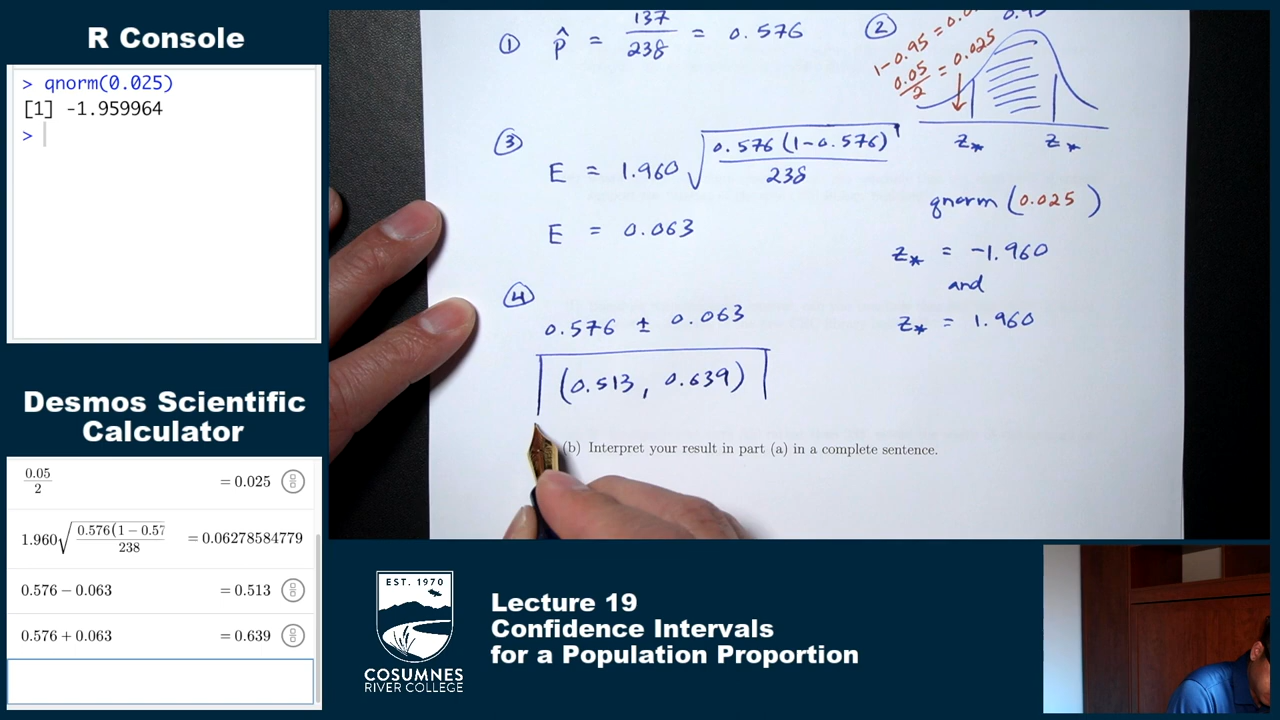 R Console
> qnorm(0.025)
[1] -1.959964
>
Desmos Scientific
Calculator
0.05/2 = 0.025
1.960√(0.576(1 − 0.57/238) = 0.06278584779
0.576 − 0.063 = 0.513
0.576 + 0.063 = 0.639
① p̂ = 137/238 = 0.576
②
1-0.95 =
0.05/2 = 0.025
z* z*
qnorm (0.025)
z* = -1.960
and
z* = 1.960
③
E = 1.960 √(0.576 (1-0.576)/238)
E = 0.063
④
0.576 ± 0.063
(0.513, 0.639)
(b) Interpret your result in part (a) in a complete sentence.
EST. 1970
COSUMNES
RIVER COLLEGE
Lecture 19
Confidence Intervals
for a Population Proportion